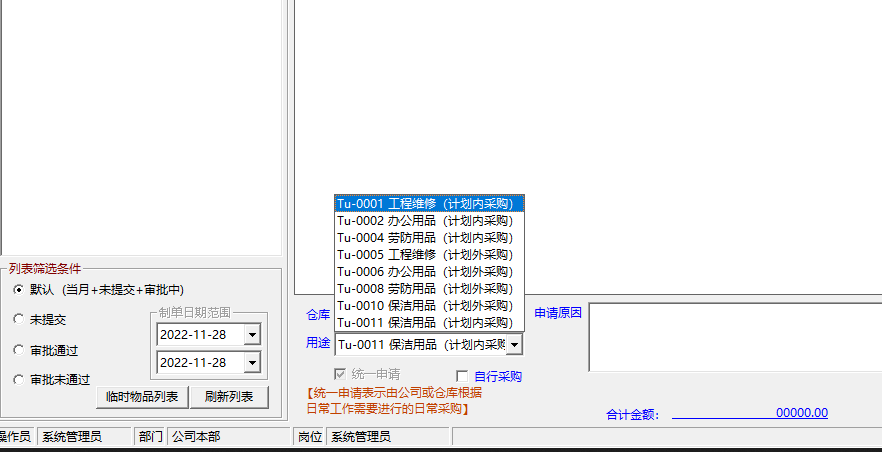 Tu-0001 工程维修（计划内采购）
Tu-0002 办公用品（计划内采购）
Tu-0004 劳防用品（计划内采购）
Tu-0005 工程维修（计划外采购）
Tu-0006 办公用品（计划外采购）
Tu-0008 劳防用品（计划外采购）
Tu-0010 保洁用品（计划外采购）
Tu-0011 保洁用品（计划内采购）
列表筛选条件
默认（当月+未提交+审批中）
未提交
审批通过
审批未通过
制单日期范围
2022-11-28
2022-11-28
临时物品列表
刷新列表
仓库
用途
Tu-0011 保洁用品（计划内采购
申请原因
统一申请
自行采购
【统一申请表示由公司或仓库根据
日常工作需要进行的日常采购】
合计金额：
00000.00
操作员
系统管理员
部门
公司本部
岗位
系统管理员